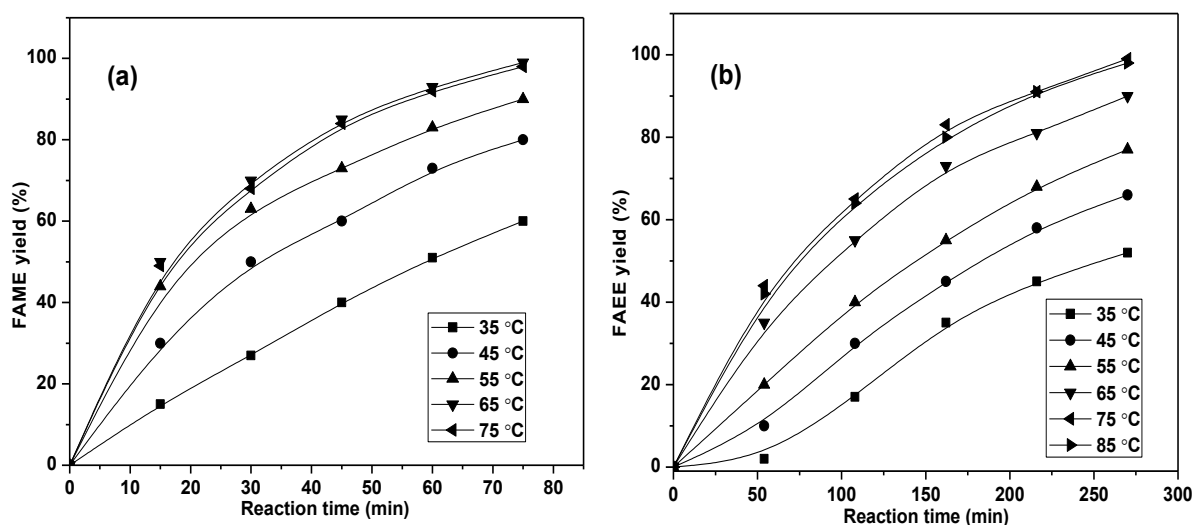 (a)
FAME yield (%)
100
80
60
40
20
0
0 10 20 30 40 50 60 70 80
Reaction time (min)
35 °C
45 °C
55 °C
65 °C
75 °C
(b)
FAEE yield (%)
100
80
60
40
20
0
0 50 100 150 200 250 300
Reaction time (min)
35 °C
45 °C
55 °C
65 °C
75 °C
85 °C